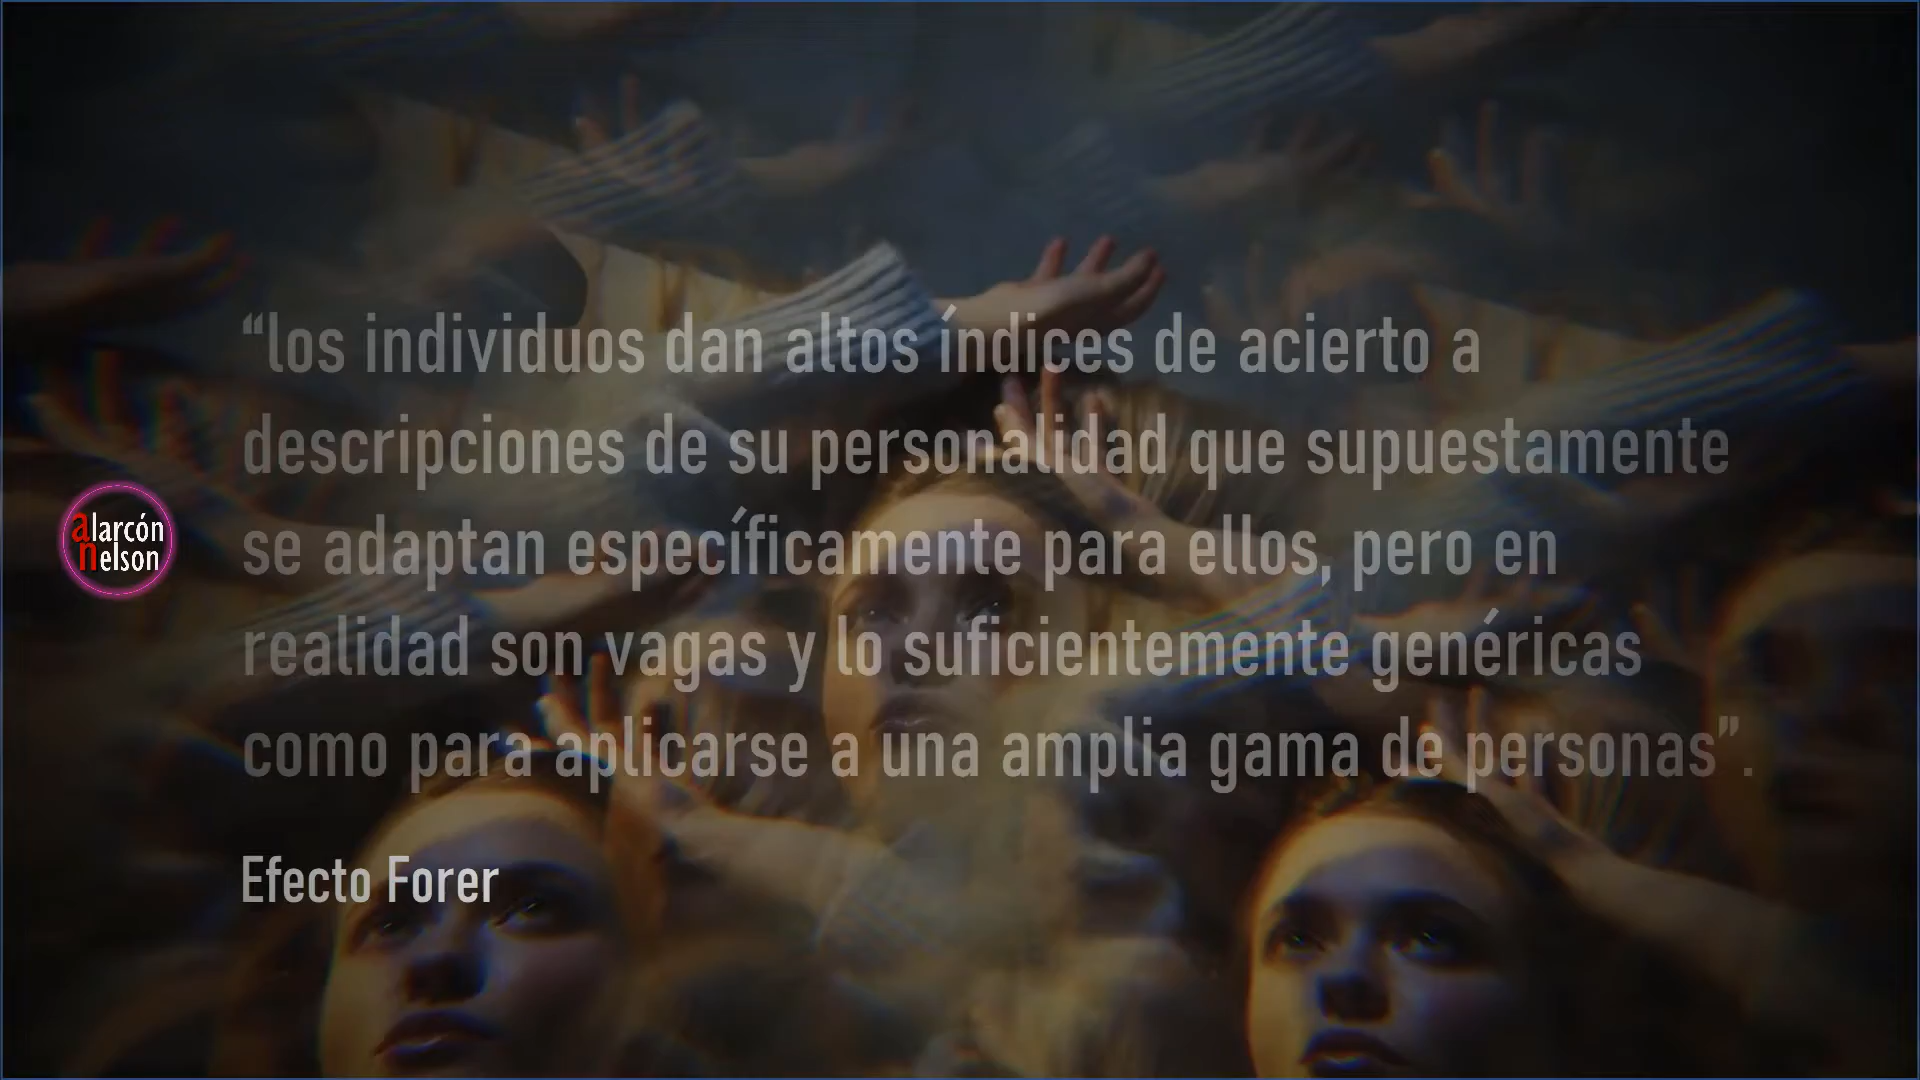 “los individuos dan altos índices de acierto a
descripciones de su personalidad que supuestamente
se adaptan específicamente para ellos, pero en
realidad son vagas y lo suficientemente genéricas
como para aplicarse a una amplia gama de personas”.
Efecto Forer
alarcón
nelson